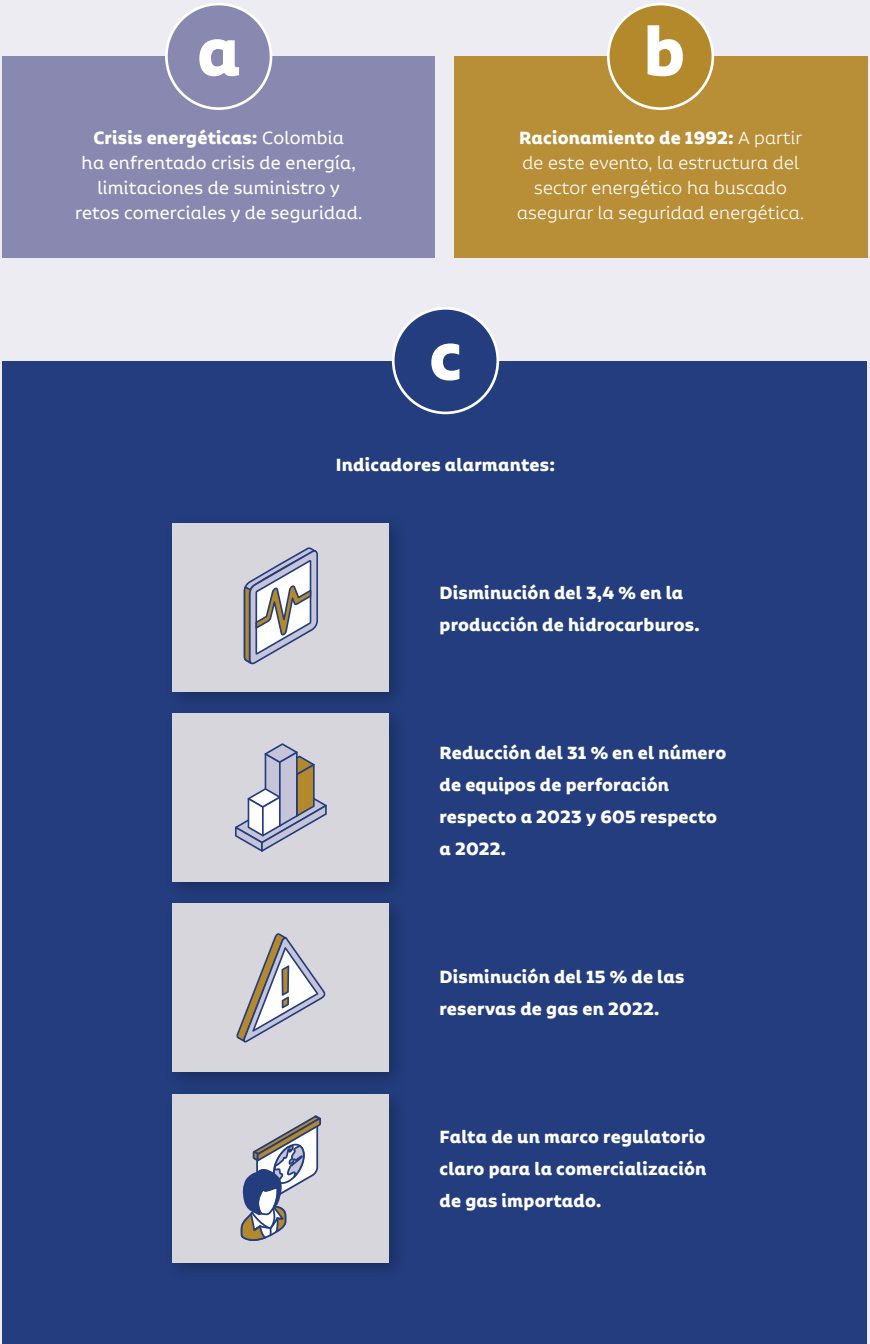 a
Crisis energéticas: Colombia
ha enfrentado crisis de energía,
limitaciones de suministro y
retos comerciales y de seguridad.
b
Racionamiento de 1992: A partir
de este evento, la estructura del
sector energético ha buscado
asegurar la seguridad energética.
c
Indicadores alarmantes:
Disminución del 3,4 % en la
producción de hidrocarburos.
Reducción del 31 % en el número
de equipos de perforación
respecto a 2023 y 605 respecto
a 2022.
Disminución del 15 % de las
reservas de gas en 2022.
Falta de un marco regulatorio
claro para la comercialización
de gas importado.